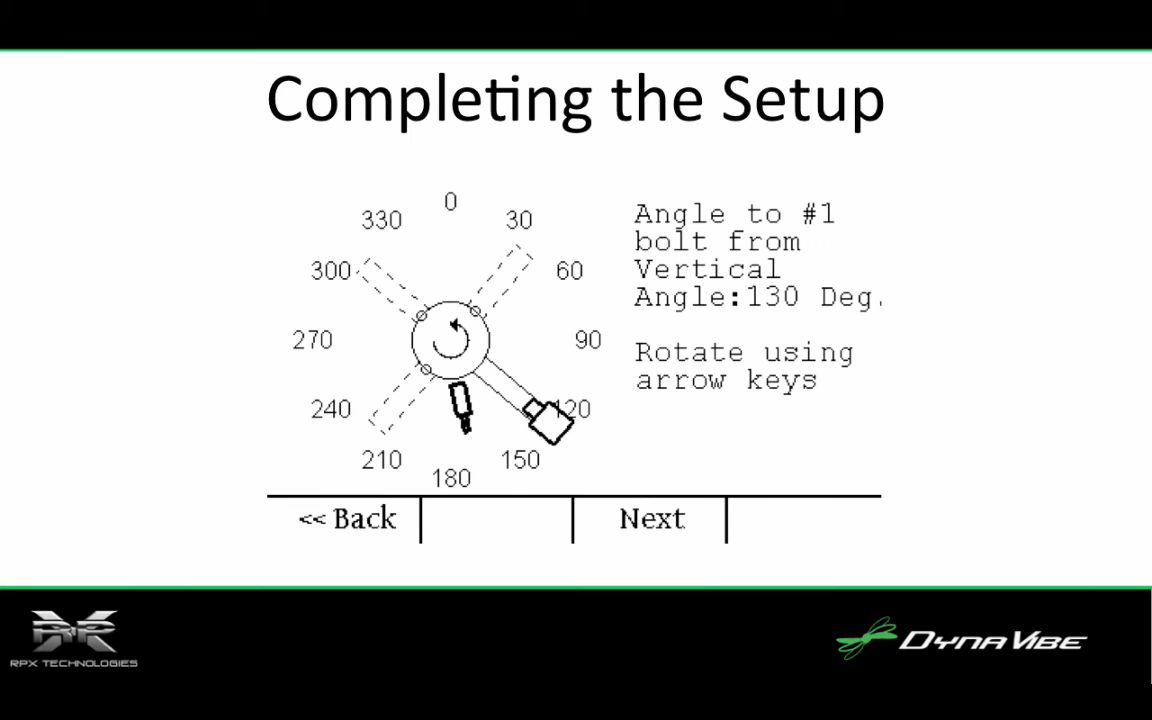 Completing the Setup
0
330
30
300
60
270
90
240
120
210
150
180
Angle to #1
bolt from
Vertical
Angle:130 Deg.
Rotate using
arrow keys
<< Back
Next
RPX TECHNOLOGIES
DYNAVIBE